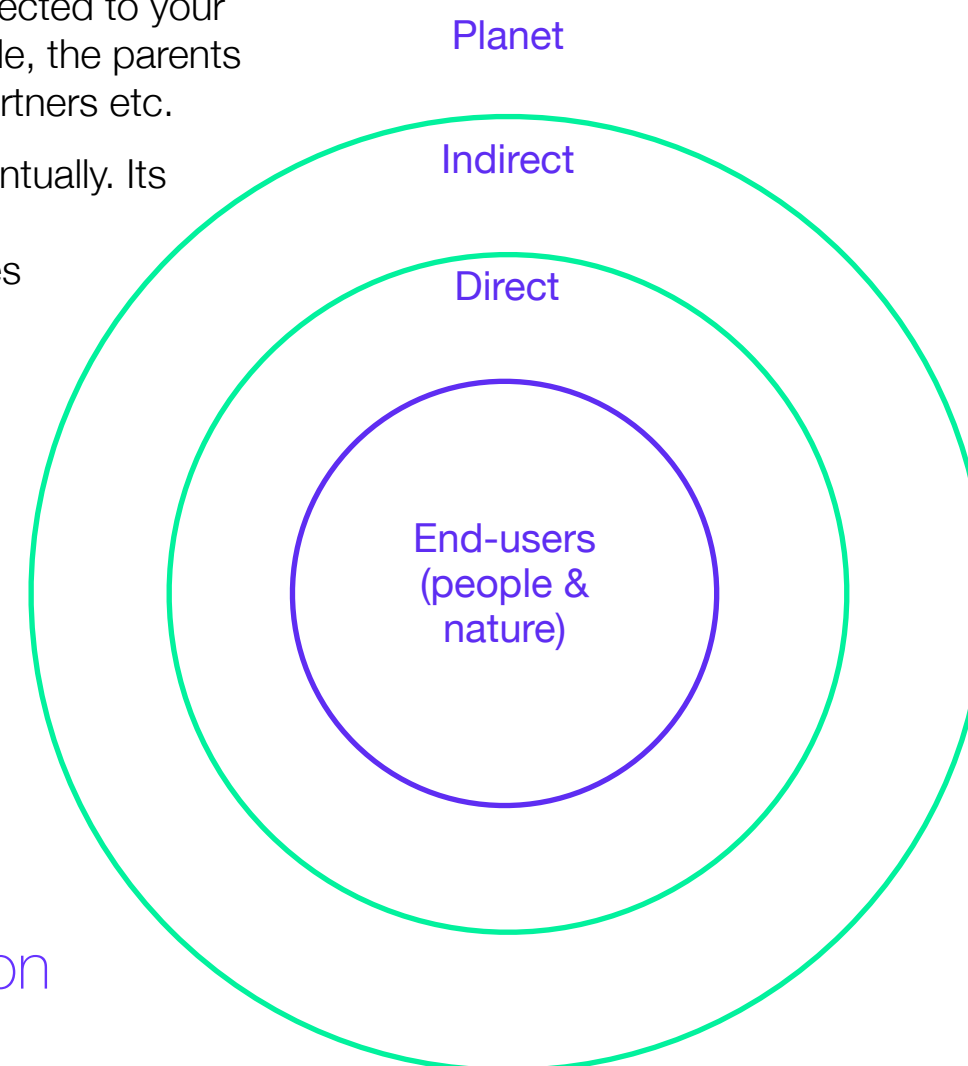 ected to your
le, the parents
rtners etc.
ntually. Its
es
Planet
Indirect
Direct
End-users
(people &
nature)
on